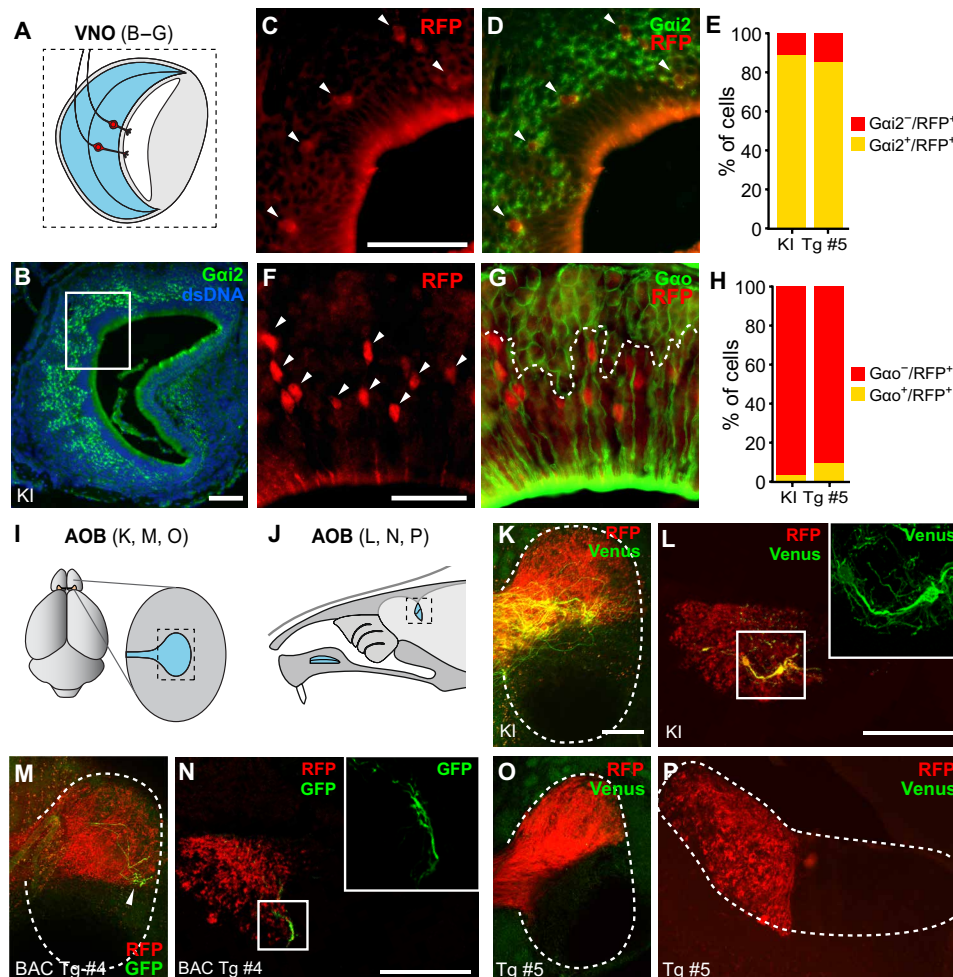 A
VNO (B–G)
C
RFP
D
Gαi2
RFP
E
100
80
60
40
20
0
% of cells
KI
Tg #5
Gαi2⁻/RFP⁺
Gαi2⁺/RFP⁺
B
Gαi2
dsDNA
KI
F
RFP
G
Gαo
RFP
H
100
80
60
40
20
0
% of cells
KI
Tg #5
Gαo⁻/RFP⁺
Gαo⁺/RFP⁺
I
AOB (K, M, O)
J
AOB (L, N, P)
K
RFP
Venus
KI
L
RFP
Venus
Venus
KI
M
RFP
GFP
BAC Tg #4
N
RFP
GFP
GFP
BAC Tg #4
O
RFP
Venus
Tg #5
P
RFP
Venus
Tg #5